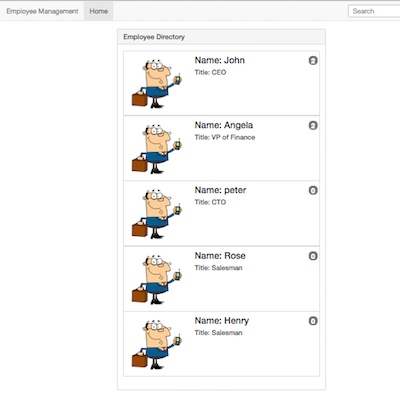 Employee Management Home Search
Employee Directory
Name: John 2
Title: CEO
Name: Angela 2
Title: VP of Finance
Name: peter 0
Title: CTO
Name: Rose 0
Title: Salesman
Name: Henry 0
Title: Salesman